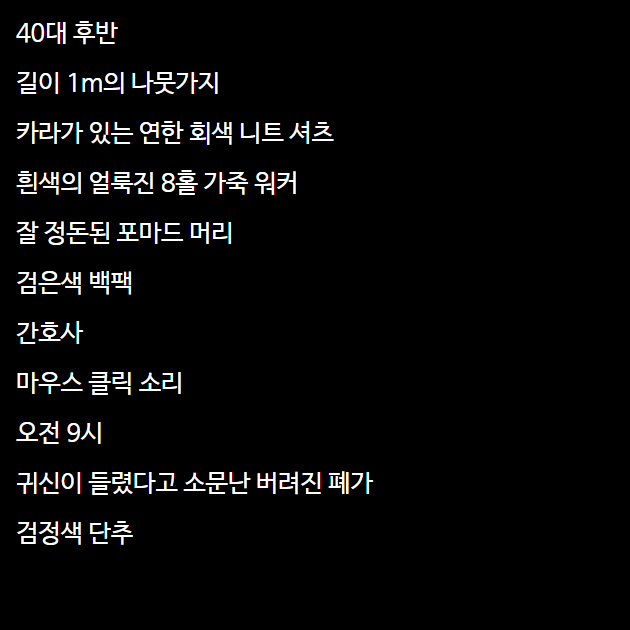 40대 후반
길이 1m의 나뭇가지
카라가 있는 연한 회색 니트 셔츠
흰색의 얼룩진 8홀 가죽 워커
잘 정돈된 포마드 머리
검은색 백팩
간호사
마우스 클릭 소리
오전 9시
귀신이 들렸다고 소문난 버려진 폐가
검정색 단추